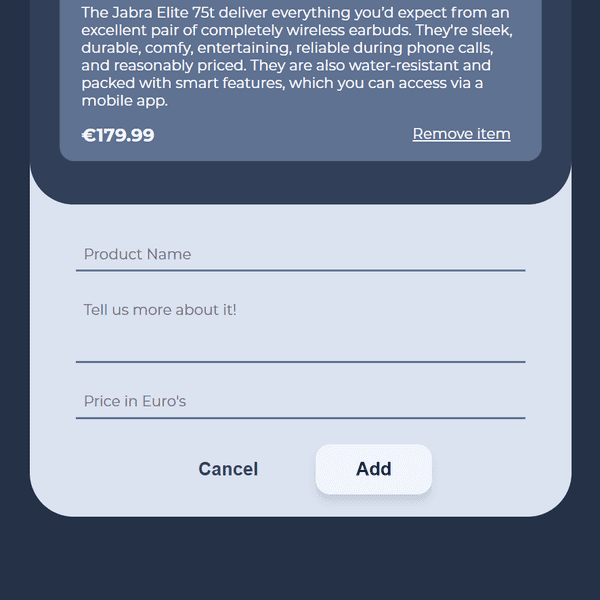 The Jabra Elite 75t deliver everything you'd expect from an
excellent pair of completely wireless earbuds. They're sleek,
durable, comfy, entertaining, reliable during phone calls,
and reasonably priced. They are also water-resistant and
packed with smart features, which you can access via a
mobile app.
€179.99 Remove item
Product Name
Tell us more about it!
Price in Euro's
Cancel Add